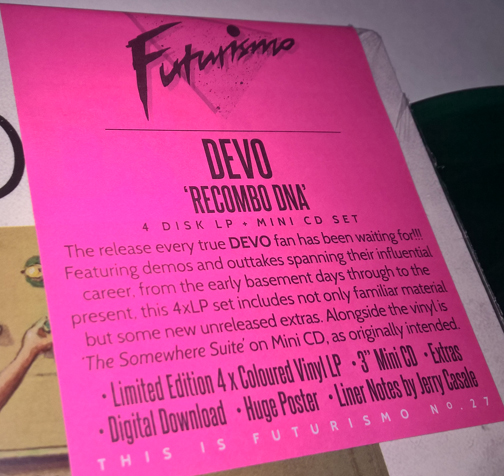 Futurismo
DEVO
'RECOMBO DNA'
4 DISK LP + MINI CD SET
The release every true DEVO fan has been waiting for!!!
Featuring demos and outtakes spanning their influential
career, from the early basement days through to the
present, this 4xLP set includes not only familiar material
but some new unreleased extras. Alongside the vinyl is
'The Somewhere Suite' on Mini CD, as originally intended.
• Limited Edition 4 x Coloured Vinyl LP • 3" Mini CD • Extras
• Digital Download • Huge Poster • Liner Notes by Jerry Casale
THIS IS FUTURISMO No.27